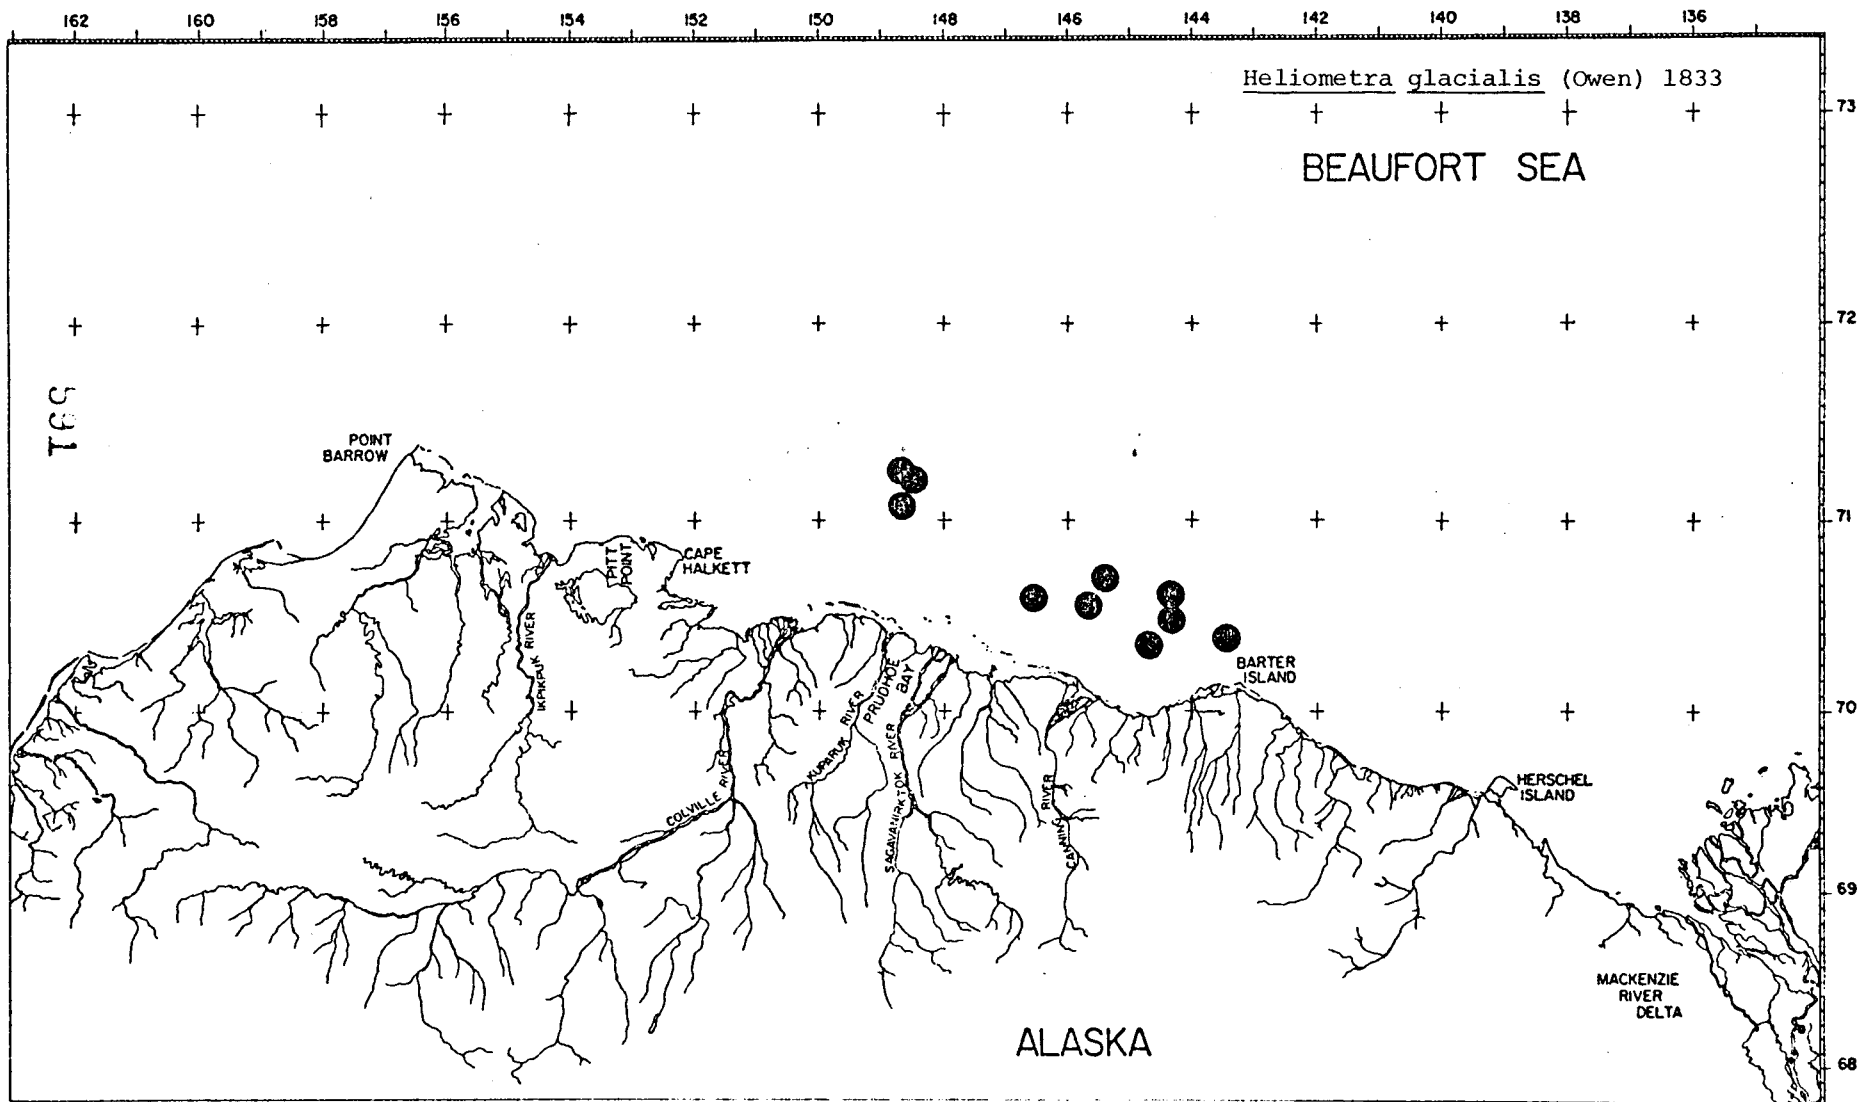 162 160 158 156 154 152 150 148 146 144 142 140 138 136
Heliometra glacialis (Owen) 1833
73
BEAUFORT SEA
72
591
POINT
BARROW
71
PITT
POINT
CAPE
HALKETT
BARTER
ISLAND
70
IKPIKPUK RIVER
COLVILLE RIVER
KUPARUK RIVER
PRUDHOE
BAY
SAGAVANIRKTOK RIVER
CANNING RIVER
HERSCHEL
ISLAND
69
MACKENZIE
RIVER
DELTA
ALASKA
68